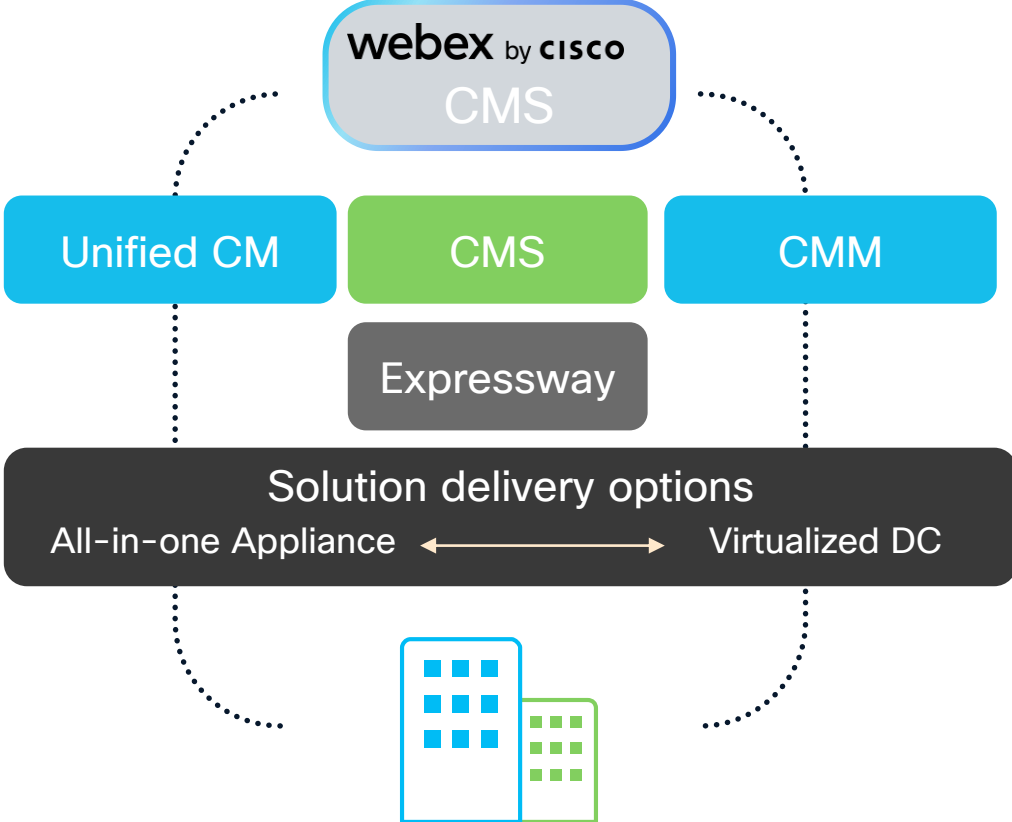 webex by CISCO
CMS
Unified CM
CMS
CMM
Expressway
Solution delivery options
All-in-one Appliance
Virtualized DC